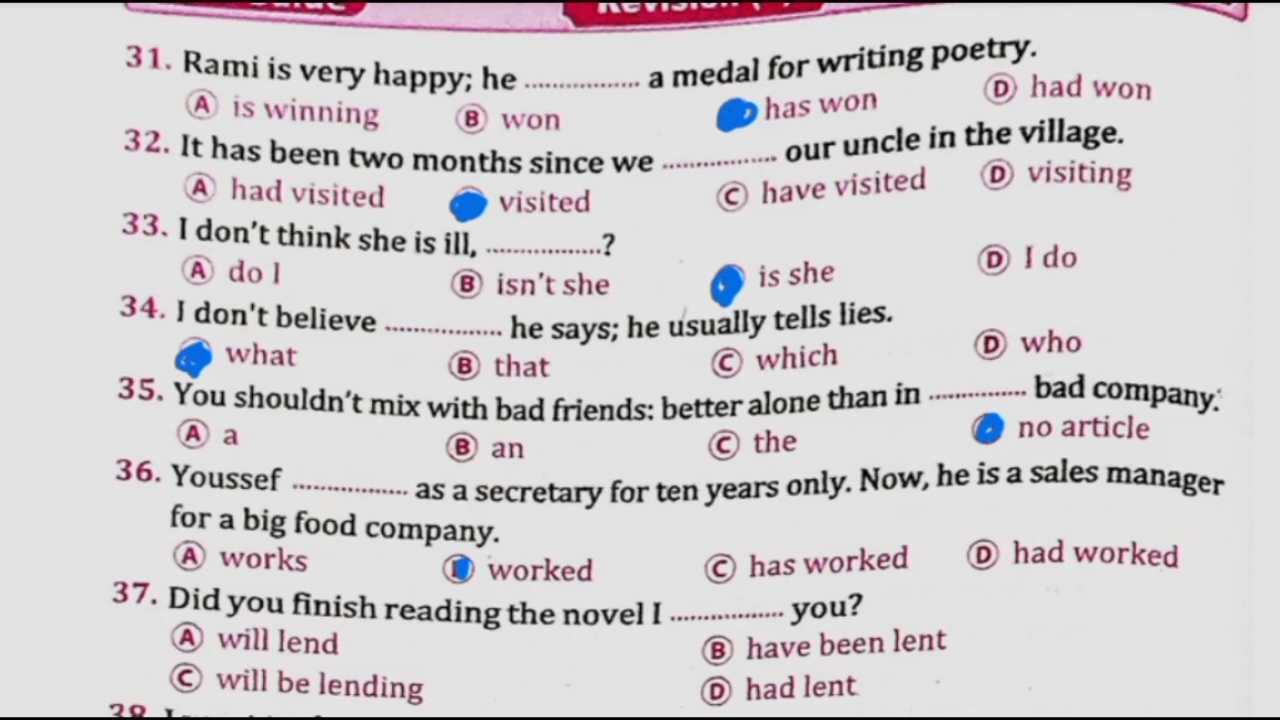 31. Rami is very happy; he ................ a medal for writing poetry.
A is winning B won has won D had won
32. It has been two months since we ................ our uncle in the village.
A had visited visited C have visited D visiting
33. I don't think she is ill, ................?
A do I B isn't she is she D I do
34. I don't believe ................ he says; he usually tells lies.
what B that C which D who
35. You shouldn't mix with bad friends: better alone than in .............. bad company.
A a B an C the no article
36. Youssef ................ as a secretary for ten years only. Now, he is a sales manager
for a big food company.
A works worked C has worked D had worked
37. Did you finish reading the novel I ................ you?
A will lend B have been lent
C will be lending D had lent